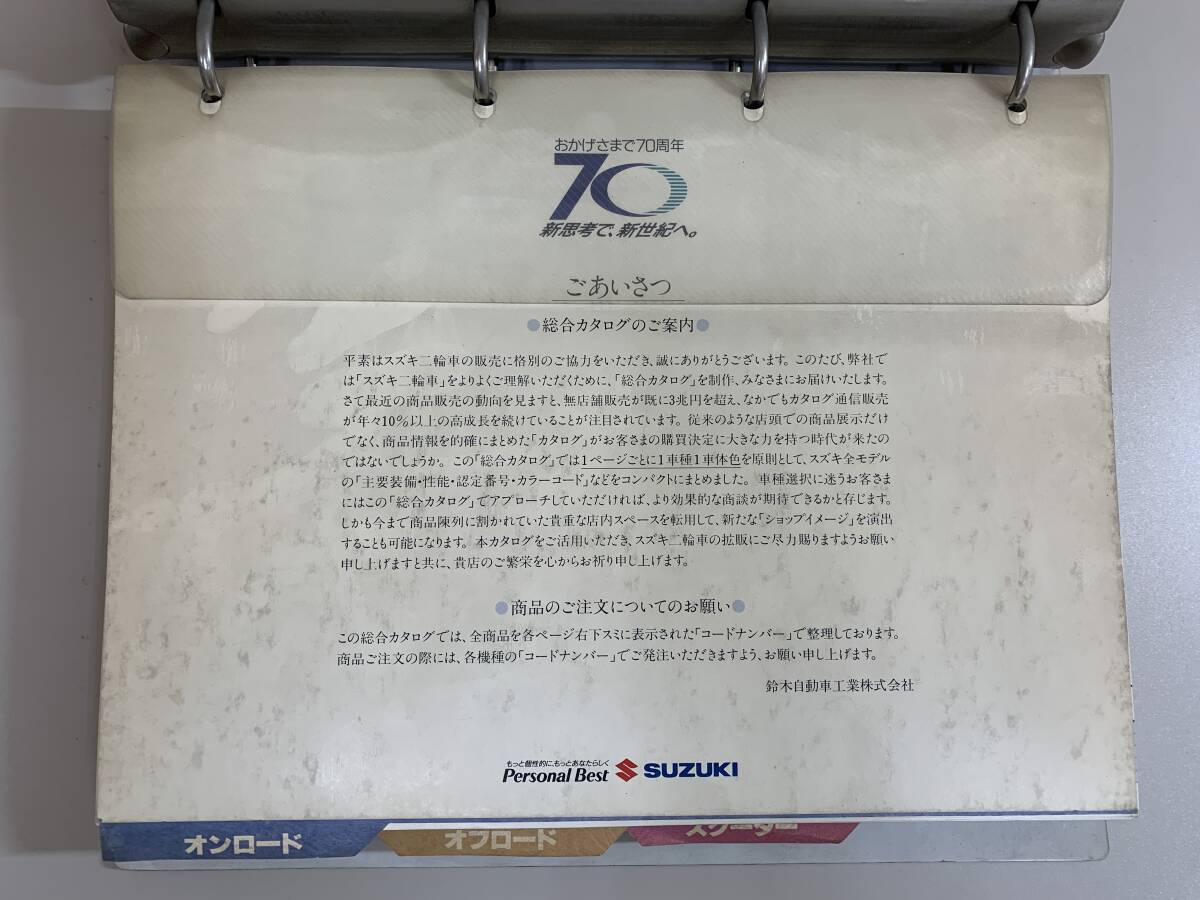 おかげさまで70周年
70
新思考で、新世紀へ。
ごあいさつ
●総合カタログのご案内●
平素はスズキ二輪車の販売に格別のご協力をいただき、誠にありがとうございます。このたび、弊社で
は「スズキ二輪車」をよりよくご理解いただくために、「総合カタログ」を制作、みなさまにお届けいたします。
さて最近の商品販売の動向を見ますと、無店舗販売が既に3兆円を超え、なかでもカタログ通信販売
が年々10%以上の高成長を続けていることが注目されています。従来のような店頭での商品展示だけ
でなく、商品情報を的確にまとめた「カタログ」がお客さまの購買決定に大きな力を持つ時代が来たの
ではないでしょうか。この「総合カタログ」では1ページごとに1車種1車体色を原則として、スズキ全モデル
の「主要装備・性能・認定番号・カラーコード」などをコンパクトにまとめました。車種選択に迷うお客さま
にはこの「総合カタログ」でアプローチしていただければ、より効果的な商談が期待できるかと存じます。
しかも今まで商品陳列に割かれていた貴重な店内スペースを転用して、新たな「ショップイメージ」を演出
することも可能になります。本カタログをご活用いただき、スズキ二輪車の拡販にご尽力賜りますようお願い
申し上げますと共に、貴店のご繁栄を心からお祈り申し上げます。
●商品のご注文についてのお願い●
この総合カタログでは、全商品を各ページ右下スミに表示された「コードナンバー」で整理しております。
商品ご注文の際には、各機種の「コードナンバー」でご発注いただきますよう、お願い申し上げます。
鈴木自動車工業株式会社
もっと個性的に、もっとあなたらしく
Personal Best SUZUKI
オンロード オフロード スクーター